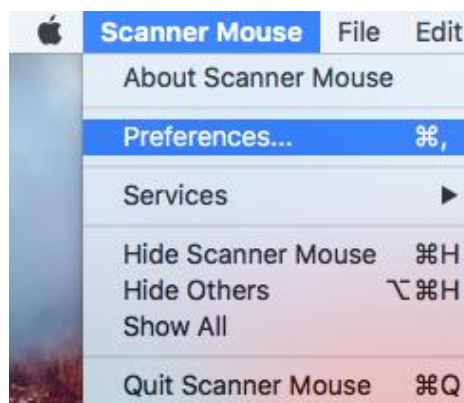 Scanner Mouse File Edit
About Scanner Mouse
Preferences... ⌘,
Services ▶
Hide Scanner Mouse ⌘H
Hide Others ⌥⌘H
Show All
Quit Scanner Mouse ⌘Q